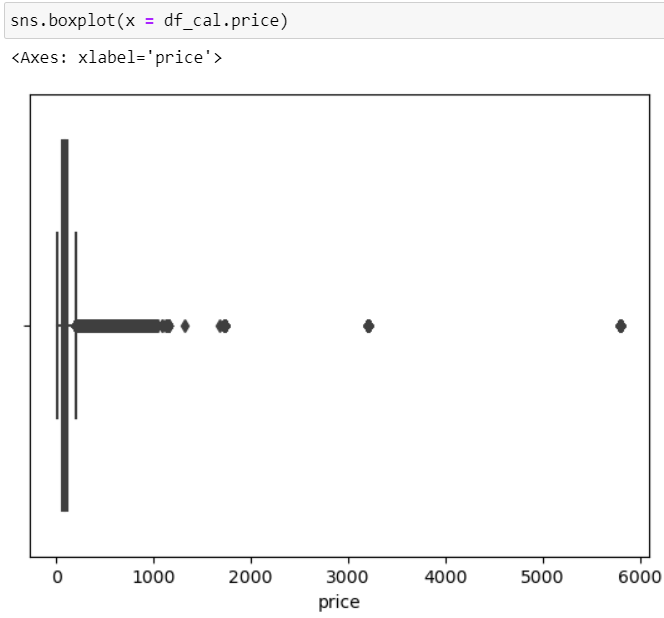 sns.boxplot(x = df_cal.price)
<Axes: xlabel='price'>
0 1000 2000 3000 4000 5000 6000
price